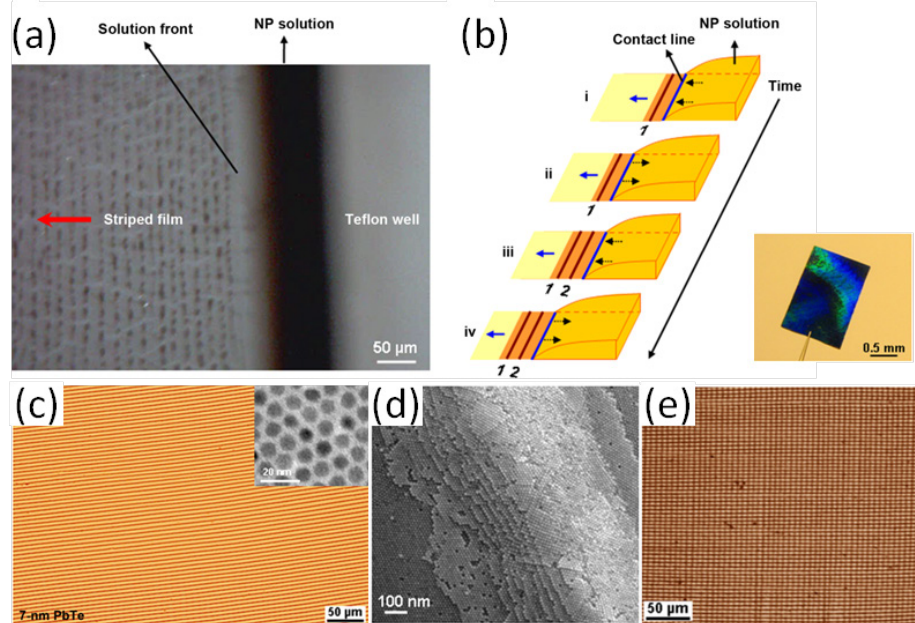 (a)
Solution front
NP solution
Striped film
Teflon well
50 µm
(b)
NP solution
Contact line
Time
i
1
ii
1
iii
1 2
iv
1 2
0.5 mm
(c)
20 nm
7-nm PbTe
50 µm
(d)
100 nm
(e)
50 µm